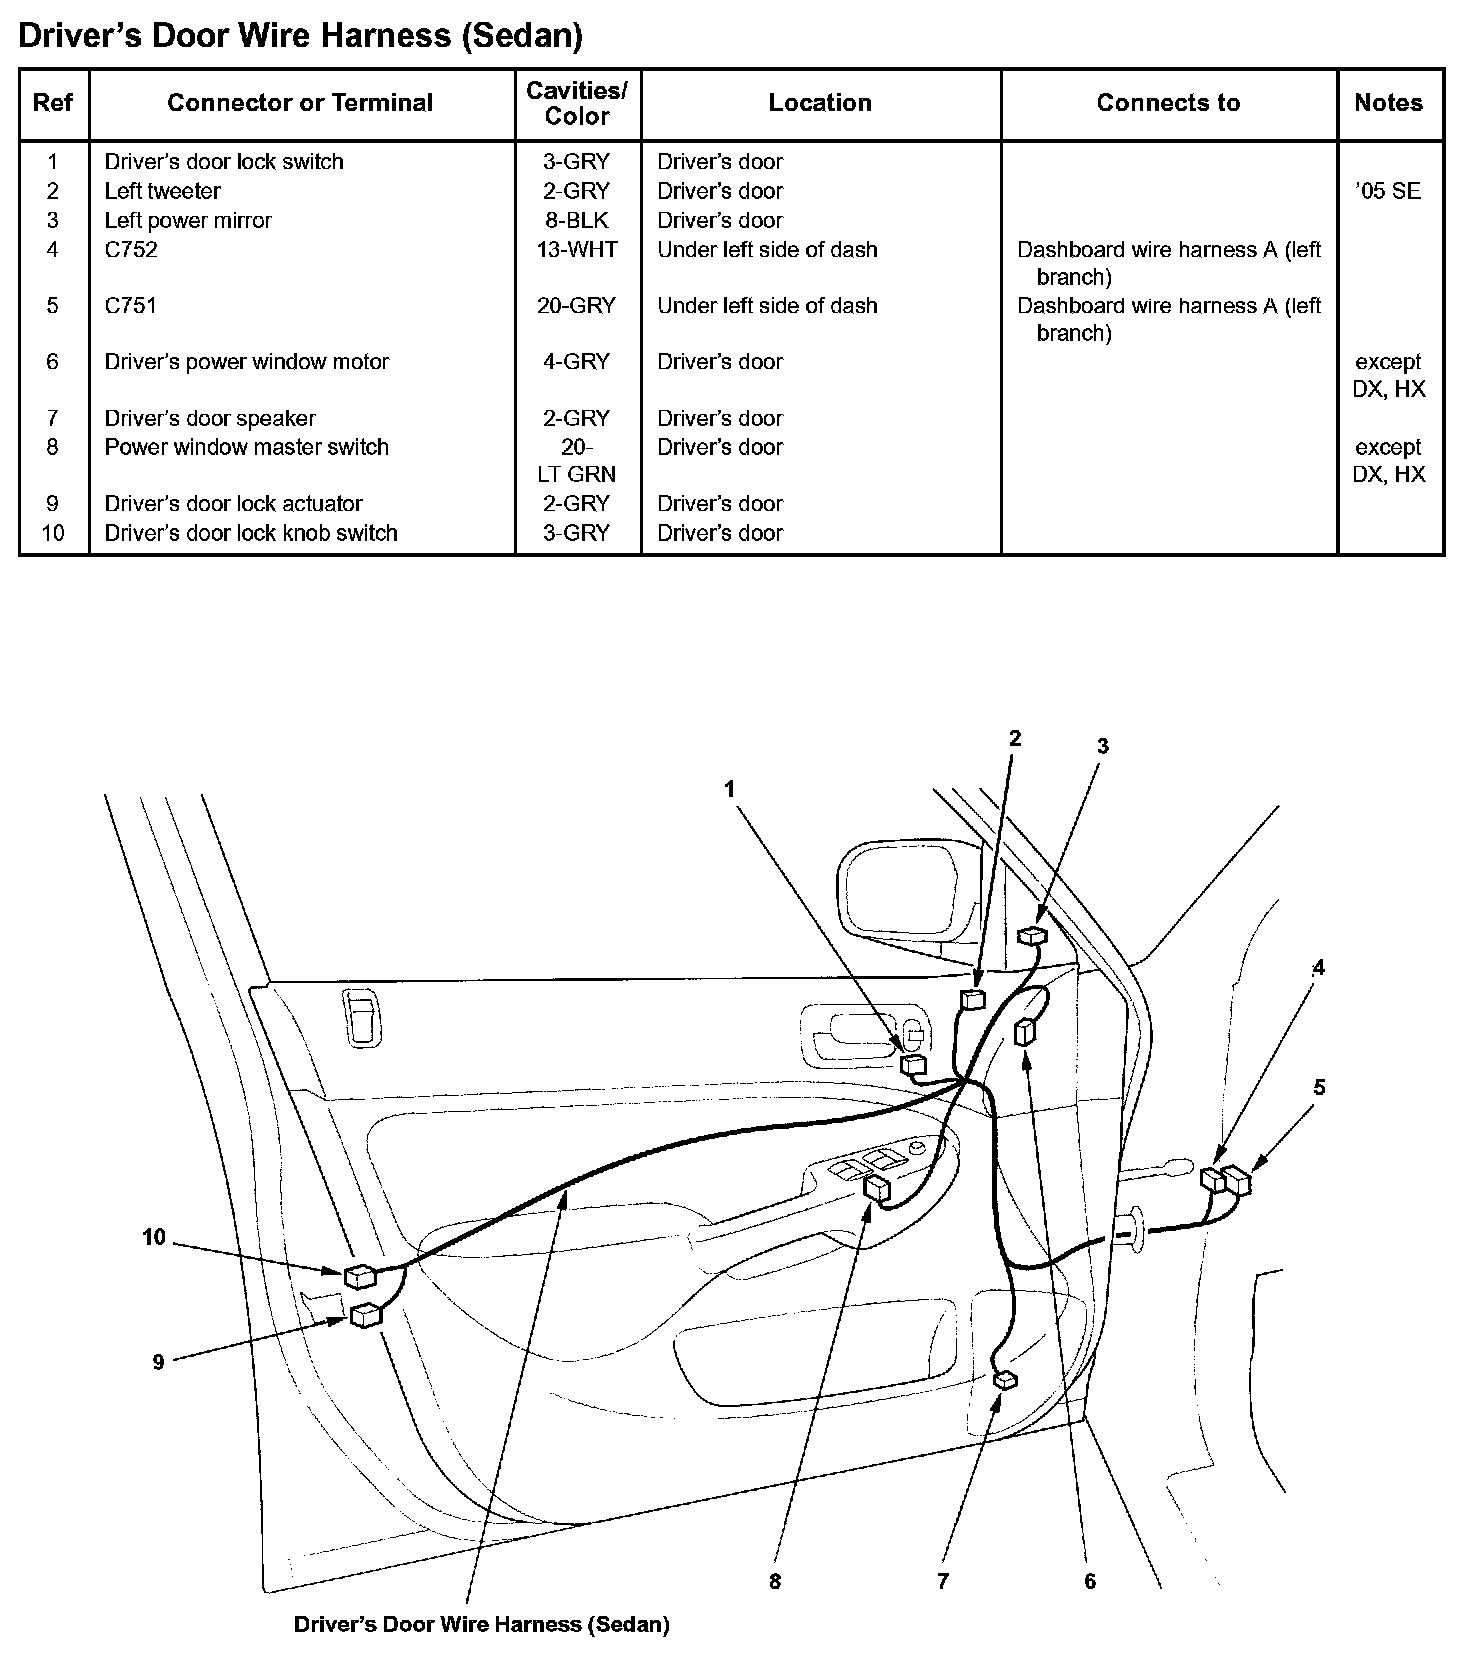 Driver’s Door Wire Harness (Sedan)
Ref Connector or Terminal Cavities/ Color Location Connects to Notes
1 Driver’s door lock switch 3-GRY Driver’s door
2 Left tweeter 2-GRY Driver’s door ’05 SE
3 Left power mirror 8-BLK Driver’s door
4 C752 13-WHT Under left side of dash Dashboard wire harness A (left
branch)
5 C751 20-GRY Under left side of dash Dashboard wire harness A (left
branch)
6 Driver’s power window motor 4-GRY Driver’s door except
DX, HX
7 Driver’s door speaker 2-GRY Driver’s door
8 Power window master switch 20- Driver’s door except
LT GRN DX, HX
9 Driver’s door lock actuator 2-GRY Driver’s door
10 Driver’s door lock knob switch 3-GRY Driver’s door
2
3
1
4
5
10
9
8
7
6
Driver’s Door Wire Harness (Sedan)